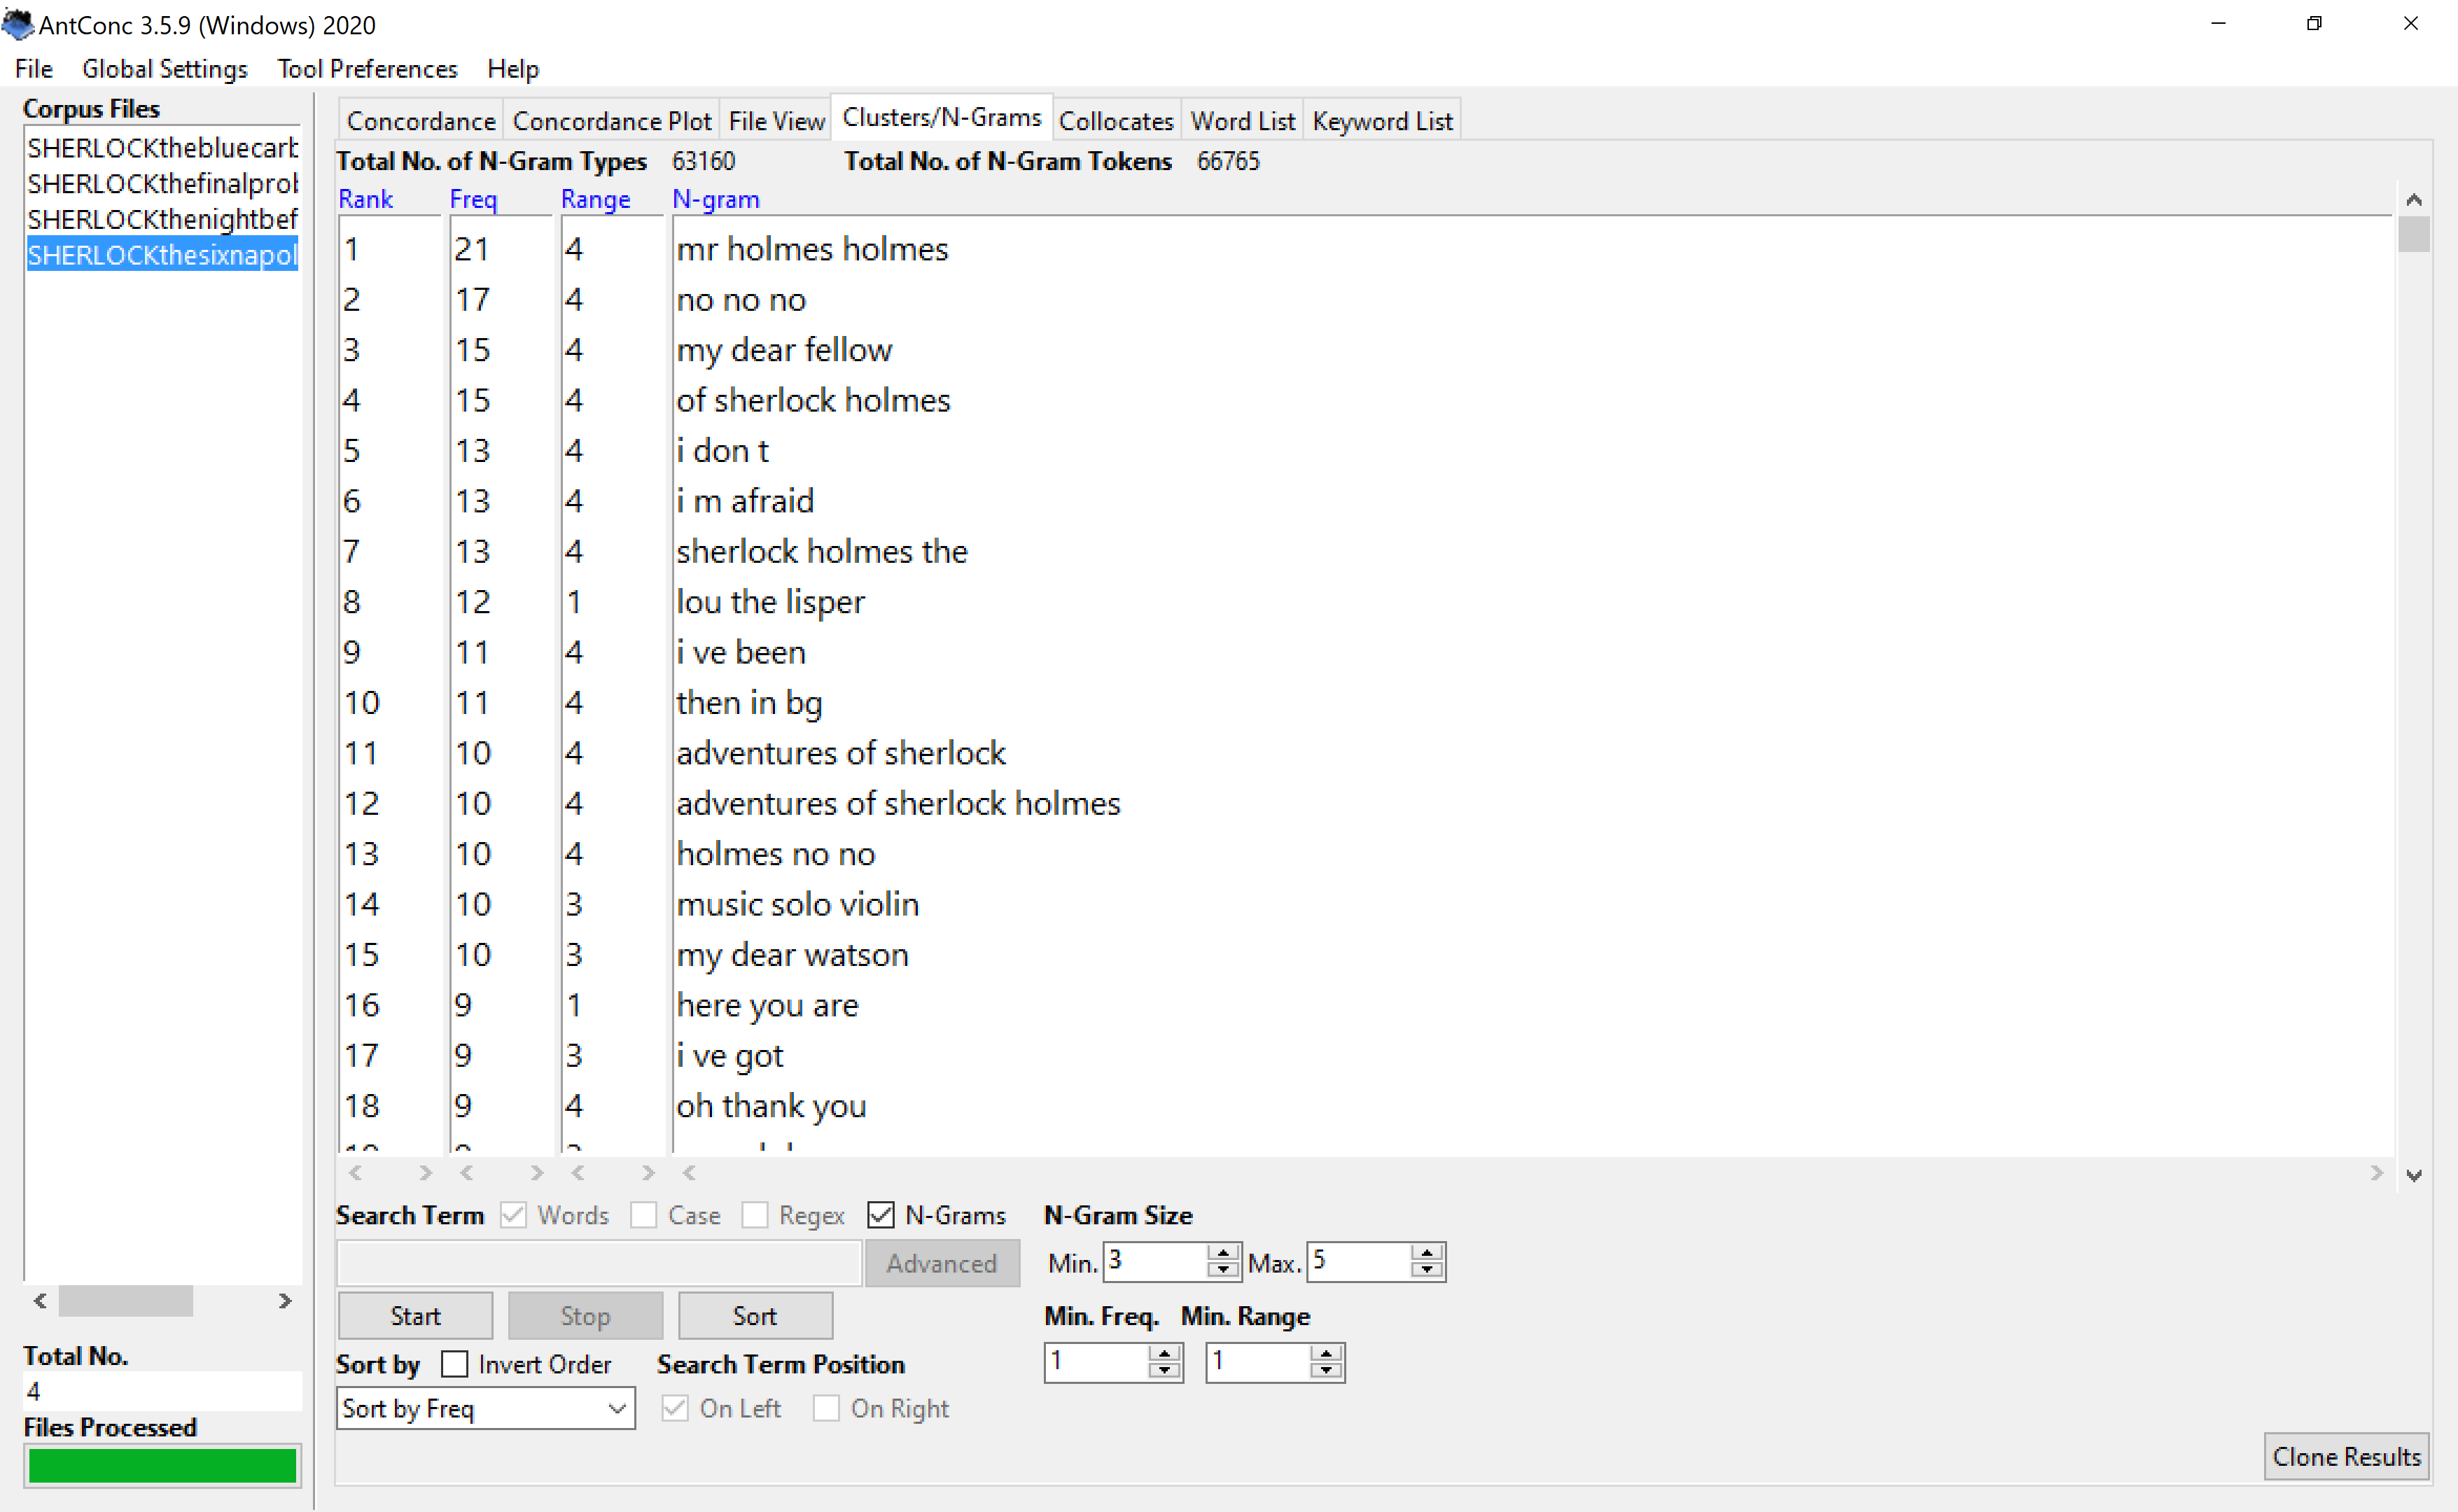 AntConc 3.5.9 (Windows) 2020
File Global Settings Tool Preferences Help
Corpus Files
SHERLOCKthebluecarb
SHERLOCKthefinalprob
SHERLOCKthenightbef
SHERLOCKthesixnapol
Total No.
4
Files Processed
Concordance Concordance Plot File View Clusters/N-Grams Collocates Word List Keyword List
Total No. of N-Gram Types 63160 Total No. of N-Gram Tokens 66765
Rank Freq Range N-gram
1 21 4 mr holmes holmes
2 17 4 no no no
3 15 4 my dear fellow
4 15 4 of sherlock holmes
5 13 4 i don t
6 13 4 i m afraid
7 13 4 sherlock holmes the
8 12 1 lou the lisper
9 11 4 i ve been
10 11 4 then in bg
11 10 4 adventures of sherlock
12 10 4 adventures of sherlock holmes
13 10 4 holmes no no
14 10 3 music solo violin
15 10 3 my dear watson
16 9 1 here you are
17 9 3 i ve got
18 9 4 oh thank you
Search Term Words Case Regex N-Grams N-Gram Size
Advanced Min. 3 Max. 5
Start Stop Sort Min. Freq. Min. Range
1 1
Sort by Invert Order Search Term Position
Sort by Freq On Left On Right
Clone Results